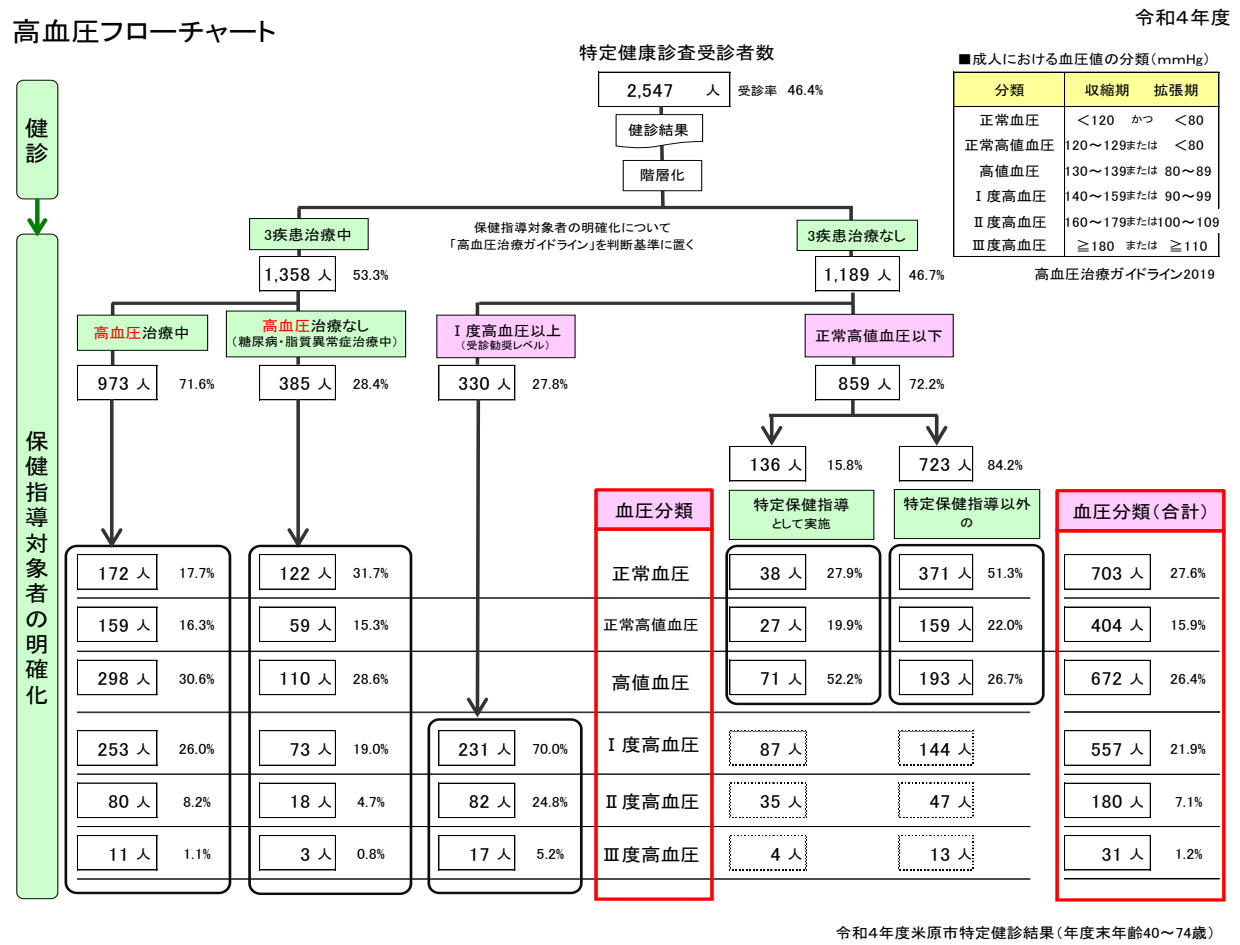 令和4年度
高血圧フローチャート
特定健康診査受診者数
2,547 人 受診率 46.4%
健診結果
階層化
■成人における血圧値の分類(mmHg)
分類 収縮期 拡張期
正常血圧 <120 かつ <80
正常高値血圧 120~129または <80
高値血圧 130~139または 80~89
Ⅰ度高血圧 140~159または 90~99
Ⅱ度高血圧 160~179または100~109
Ⅲ度高血圧 ≧180 または ≧110
高血圧治療ガイドライン2019
健診
保健指導対象者の明確化
保健指導対象者の明確化について
「高血圧治療ガイドライン」を判断基準に置く
3疾患治療中
1,358 人 53.3%
3疾患治療なし
1,189 人 46.7%
高血圧治療中
973 人 71.6%
高血圧治療なし
(糖尿病・脂質異常症治療中)
385 人 28.4%
Ⅰ度高血圧以上
(受診勧奨レベル)
330 人 27.8%
正常高値血圧以下
859 人 72.2%
136 人 15.8% 723 人 84.2%
血圧分類
特定保健指導
として実施
特定保健指導以外
の
血圧分類(合計)
172 人 17.7% 122 人 31.7% 正常血圧 38 人 27.9% 371 人 51.3% 703 人 27.6%
159 人 16.3% 59 人 15.3% 正常高値血圧 27 人 19.9% 159 人 22.0% 404 人 15.9%
298 人 30.6% 110 人 28.6% 高値血圧 71 人 52.2% 193 人 26.7% 672 人 26.4%
253 人 26.0% 73 人 19.0% 231 人 70.0% Ⅰ度高血圧 87 人 144 人 557 人 21.9%
80 人 8.2% 18 人 4.7% 82 人 24.8% Ⅱ度高血圧 35 人 47 人 180 人 7.1%
11 人 1.1% 3 人 0.8% 17 人 5.2% Ⅲ度高血圧 4 人 13 人 31 人 1.2%
令和4年度米原市特定健診結果(年度末年齢40~74歳)